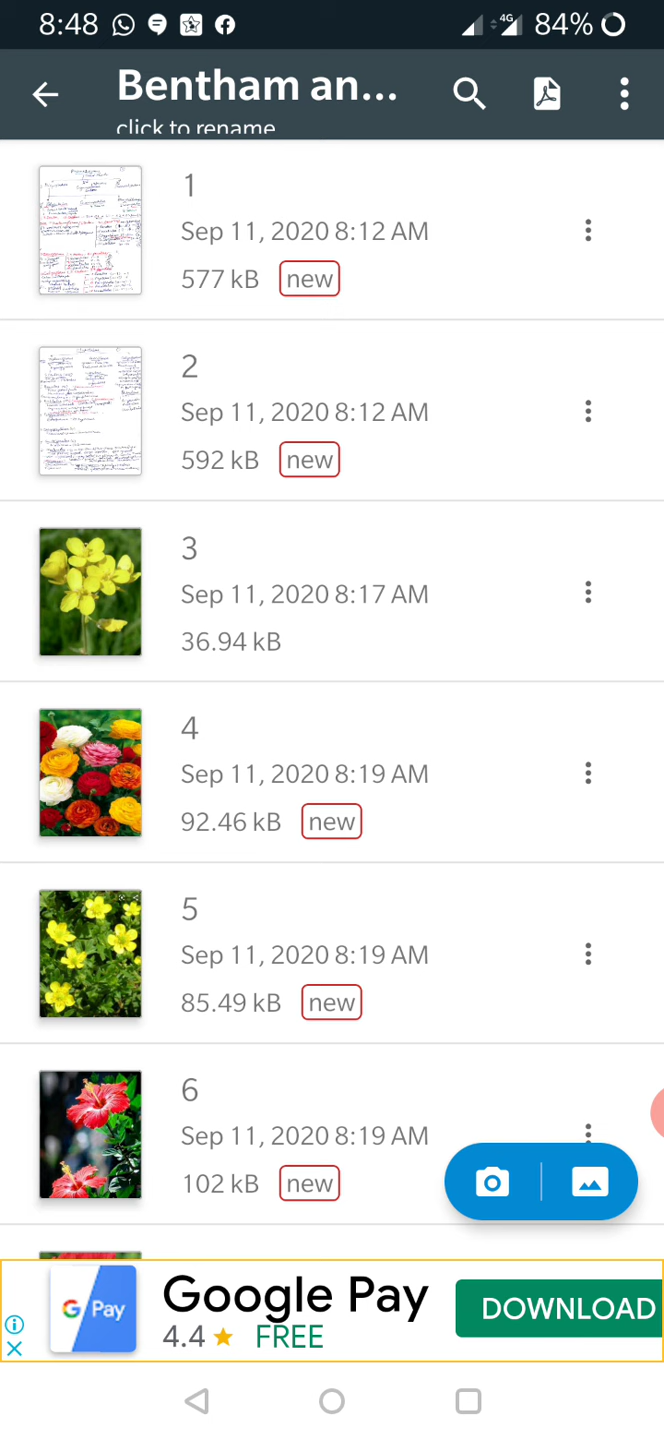 8:48 4G 84%
Bentham an...
click to rename
1
Sep 11, 2020 8:12 AM
577 kB new
2
Sep 11, 2020 8:12 AM
592 kB new
3
Sep 11, 2020 8:17 AM
36.94 kB
4
Sep 11, 2020 8:19 AM
92.46 kB new
5
Sep 11, 2020 8:19 AM
85.49 kB new
6
Sep 11, 2020 8:19 AM
102 kB new
G Pay
Google Pay
4.4 FREE
DOWNLOAD